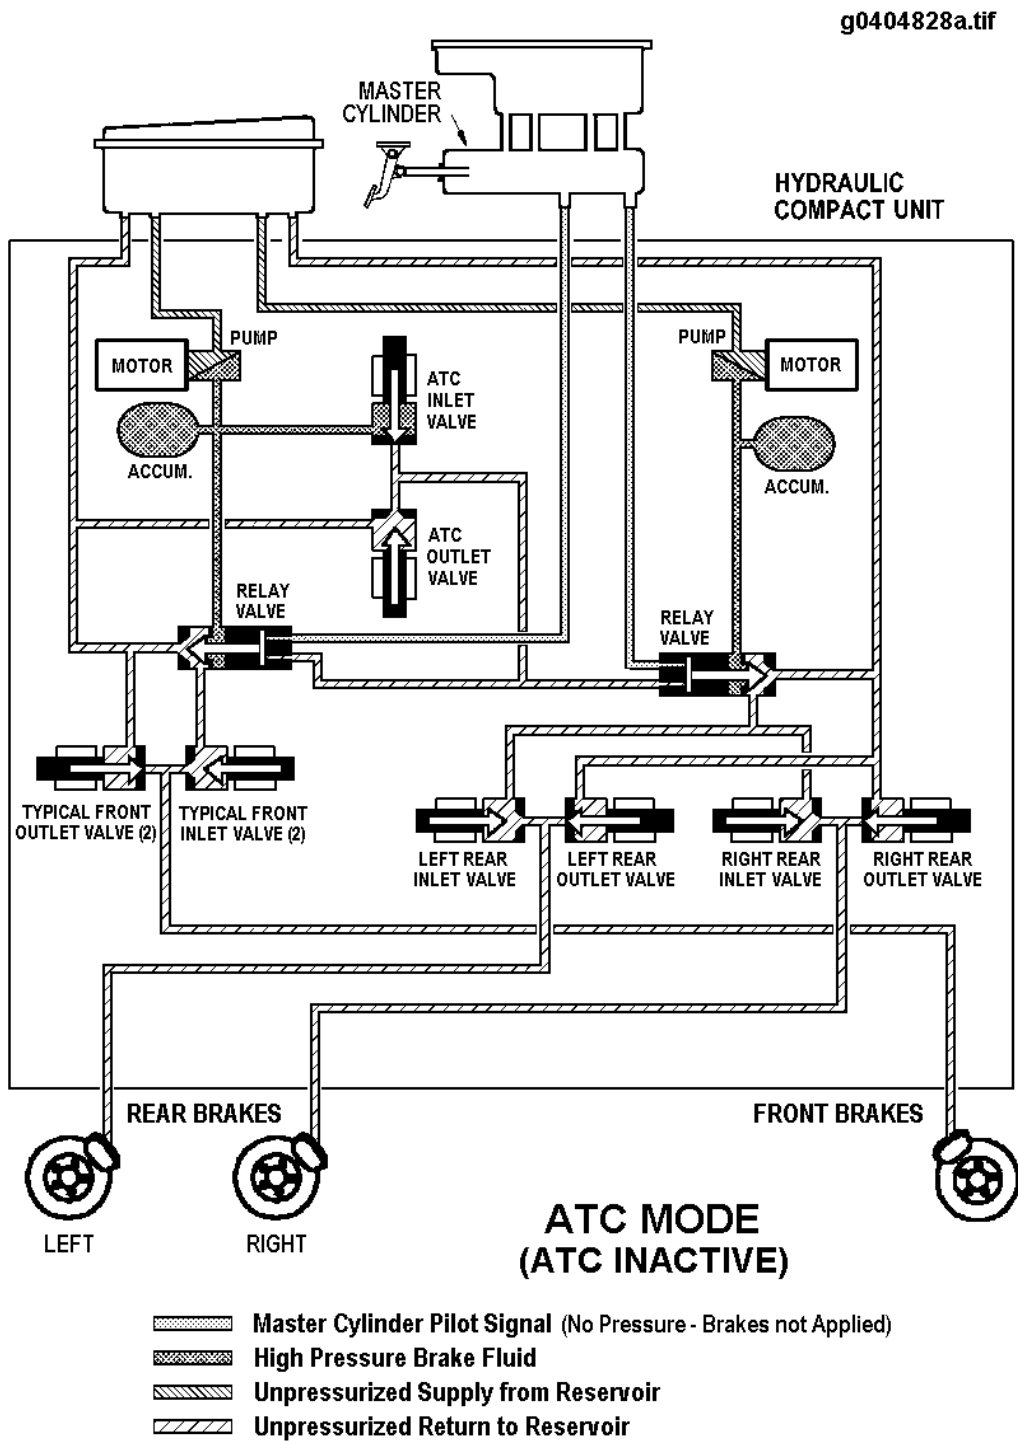 g0404828a.tif
MASTER
CYLINDER
HYDRAULIC
COMPACT UNIT
PUMP
MOTOR
PUMP
MOTOR
ATC
INLET
VALVE
ACCUM.
ACCUM.
ATC
OUTLET
VALVE
RELAY
VALVE
RELAY
VALVE
TYPICAL FRONT
OUTLET VALVE (2)
TYPICAL FRONT
INLET VALVE (2)
LEFT REAR
INLET VALVE
LEFT REAR
OUTLET VALVE
RIGHT REAR
INLET VALVE
RIGHT REAR
OUTLET VALVE
REAR BRAKES
FRONT BRAKES
LEFT
RIGHT
ATC MODE
(ATC INACTIVE)
Master Cylinder Pilot Signal (No Pressure - Brakes not Applied)
High Pressure Brake Fluid
Unpressurized Supply from Reservoir
Unpressurized Return to Reservoir